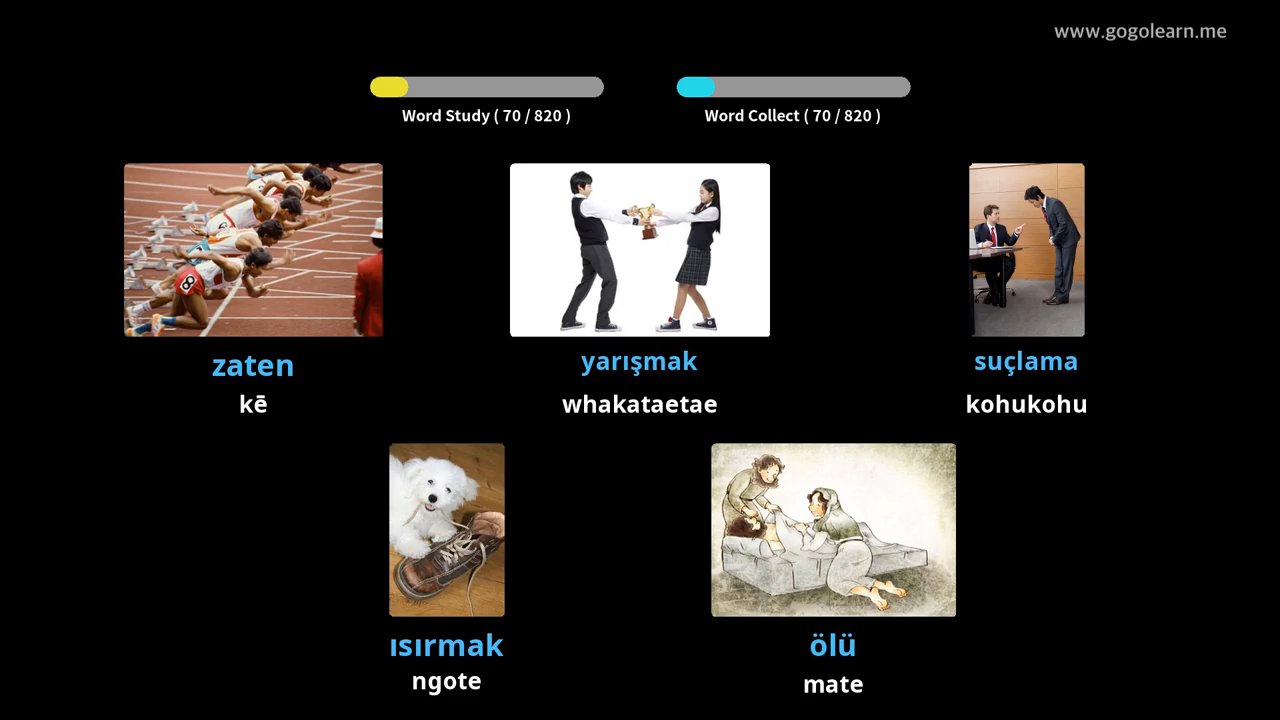 www.gogolearn.me
Word Study ( 70 / 820 )
Word Collect ( 70 / 820 )
zaten
kē
yarışmak
whakataetae
suçlama
kohukohu
ısırmak
ngote
ölü
mate